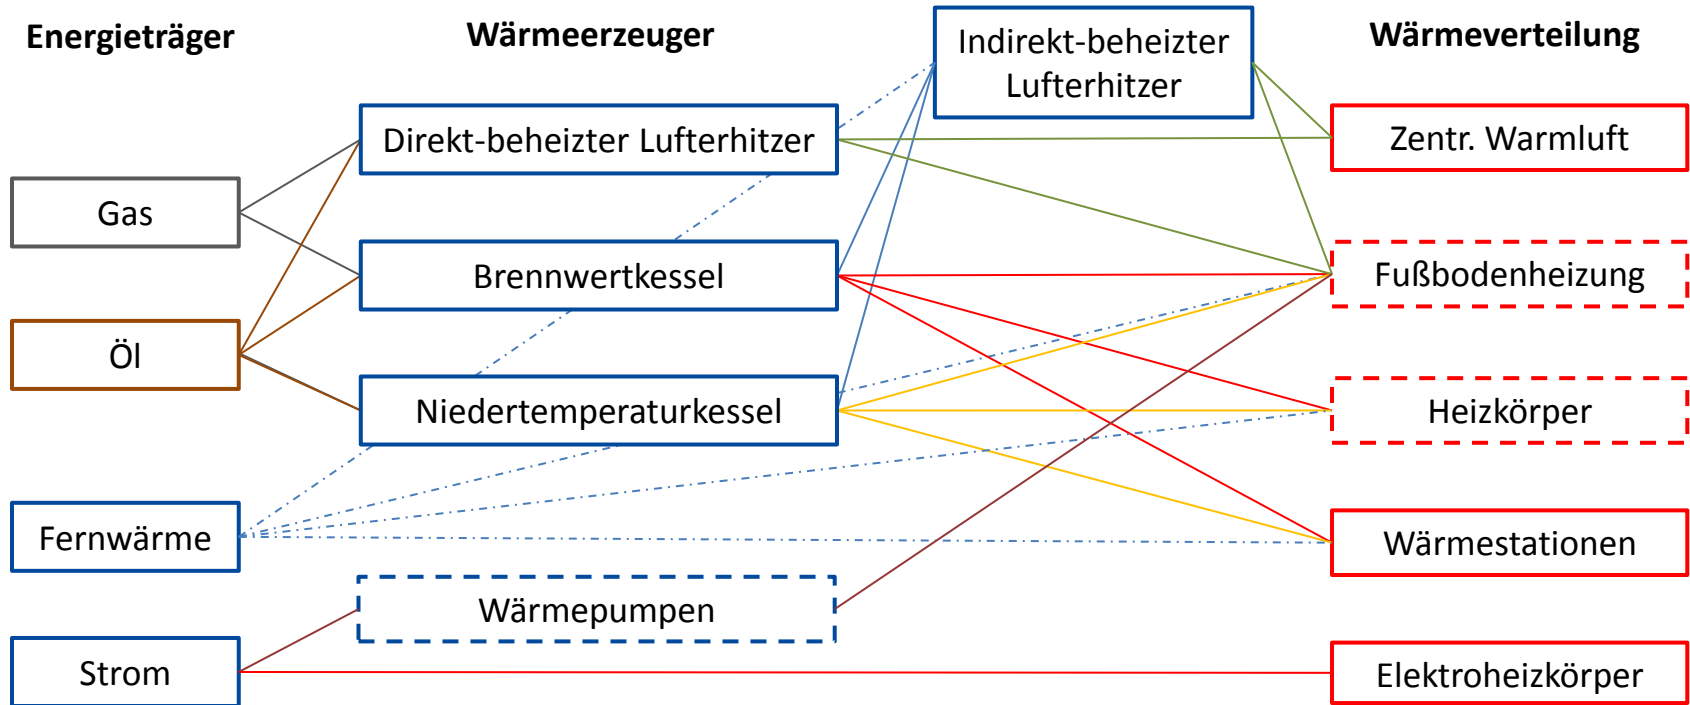 Energieträger
Wärmeerzeuger
Indirekt-beheizter
Lufterhitzer
Wärmeverteilung
Direkt-beheizter Lufterhitzer
Zentr. Warmluft
Gas
Brennwertkessel
Fußbodenheizung
Öl
Niedertemperaturkessel
Heizkörper
Fernwärme
Wärmestationen
Wärmepumpen
Strom
Elektroheizkörper